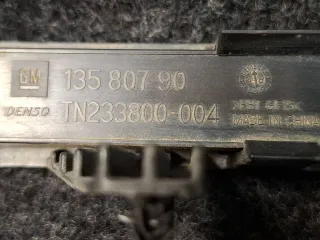 GM 135 807 90
DENSO TN233800-004
MADE IN CHINA